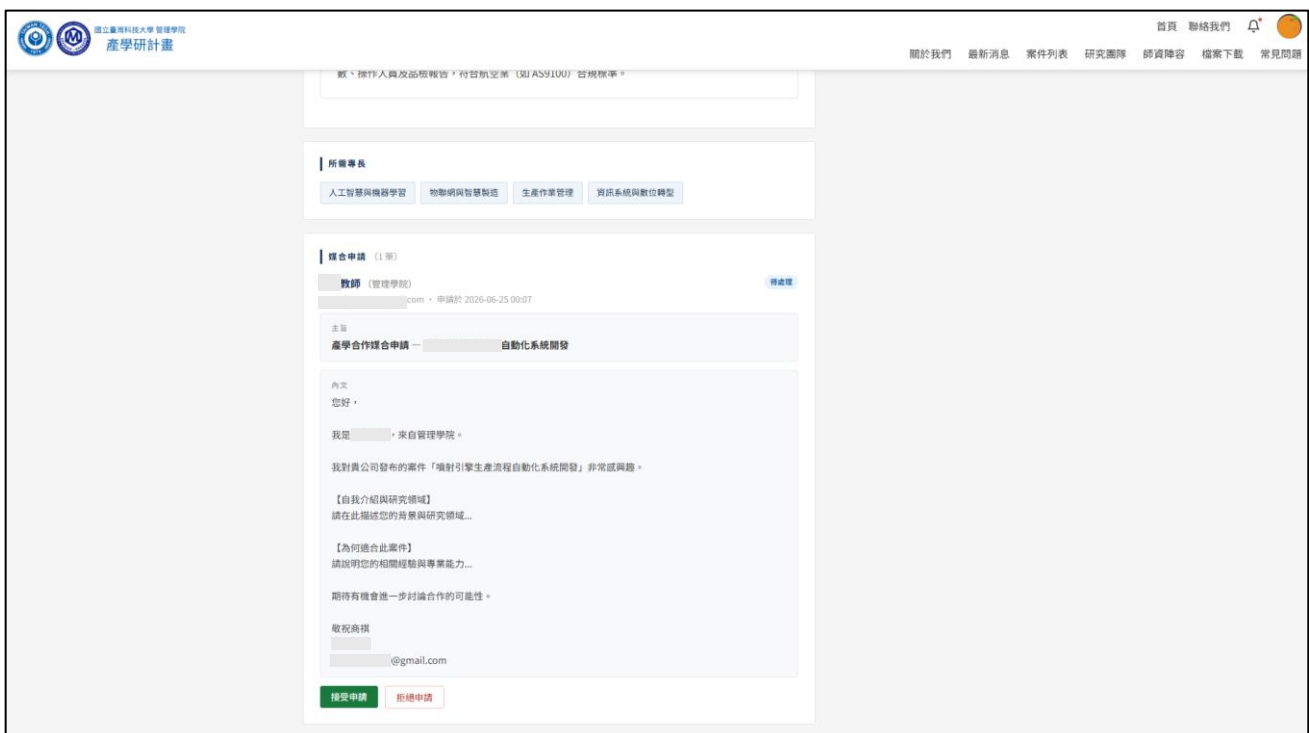 國立臺灣科技大學 管理學院
產學研計畫
首頁 聯絡我們
關於我們 最新消息 案件列表 研究團隊 師資陣容 檔案下載 常見問題
數、操作人員及品檢報告,符合航空業(如 AS9100)合規標準。
所需專長
人工智慧與機器學習 物聯網與智慧製造 生產作業管理 資訊系統與數位轉型
媒合申請 (1 筆)
教師 (管理學院) 待處理
com ・ 申請於 2026-06-25 00:07
主旨
產學合作媒合申請 — 自動化系統開發
內文
您好,
我是 ,來自管理學院。
我對貴公司發布的案件「噴射引擎生產流程自動化系統開發」非常感興趣。
【自我介紹與研究領域】
請在此描述您的背景與研究領域...
【為何適合此案件】
請說明您的相關經驗與專業能力...
期待有機會進一步討論合作的可能性。
敬祝商祺
@gmail.com
接受申請 拒絕申請